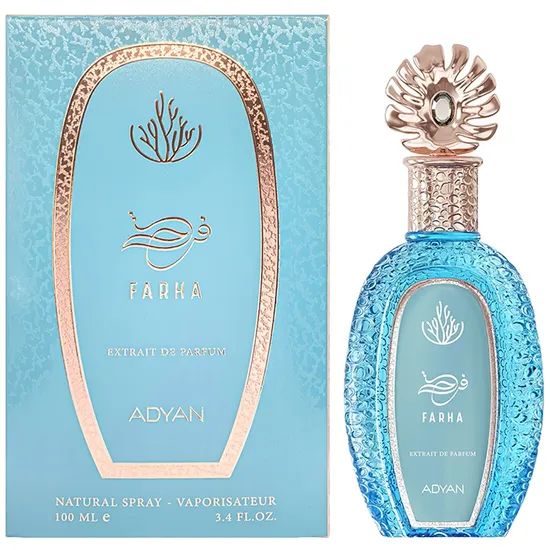 فرحة
FARHA
EXTRAIT DE PARFUM
ADYAN
NATURAL SPRAY - VAPORISATEUR
100 ML e 3.4 FL.OZ.
فرحة
FARHA
EXTRAIT DE PARFUM
ADYAN